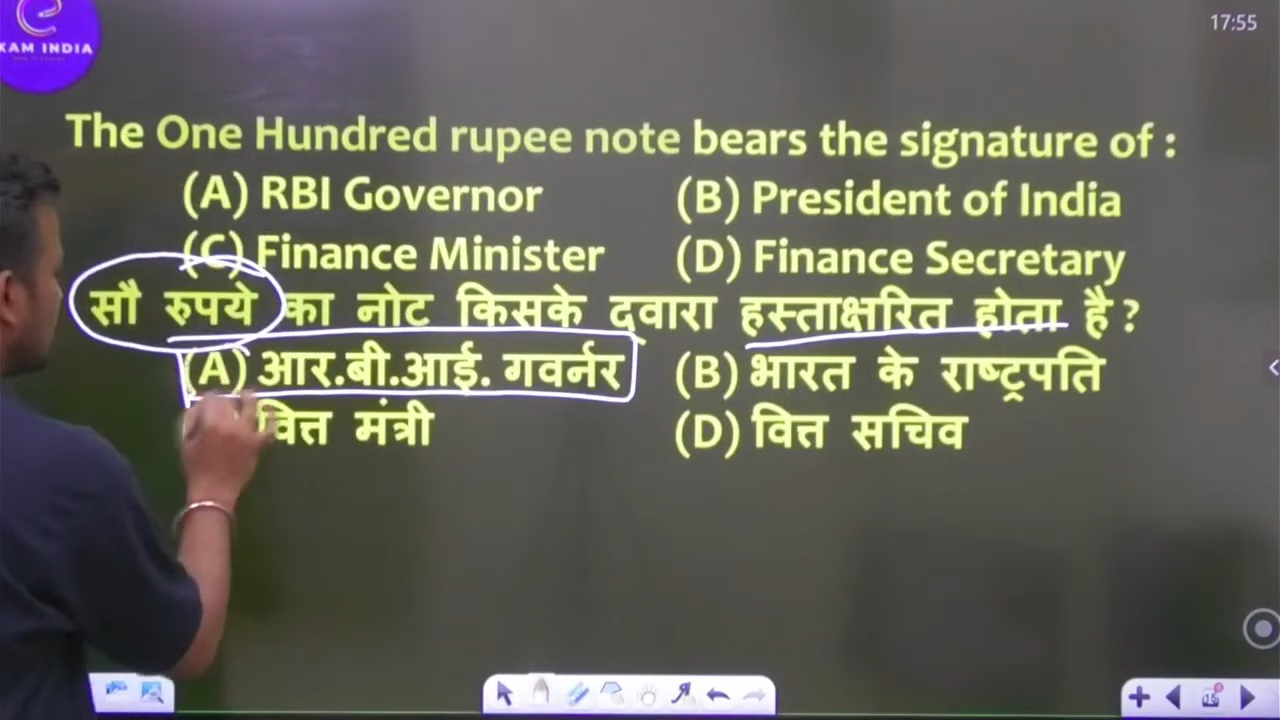 KAM INDIA
17:55
The One Hundred rupee note bears the signature of :
(A) RBI Governor (B) President of India
(C) Finance Minister (D) Finance Secretary
सौ रुपये का नोट किसके द्वारा हस्ताक्षरित होता है ?
(A) आर.बी.आई. गवर्नर (B) भारत के राष्ट्रपति
वित्त मंत्री (D) वित्त सचिव
15